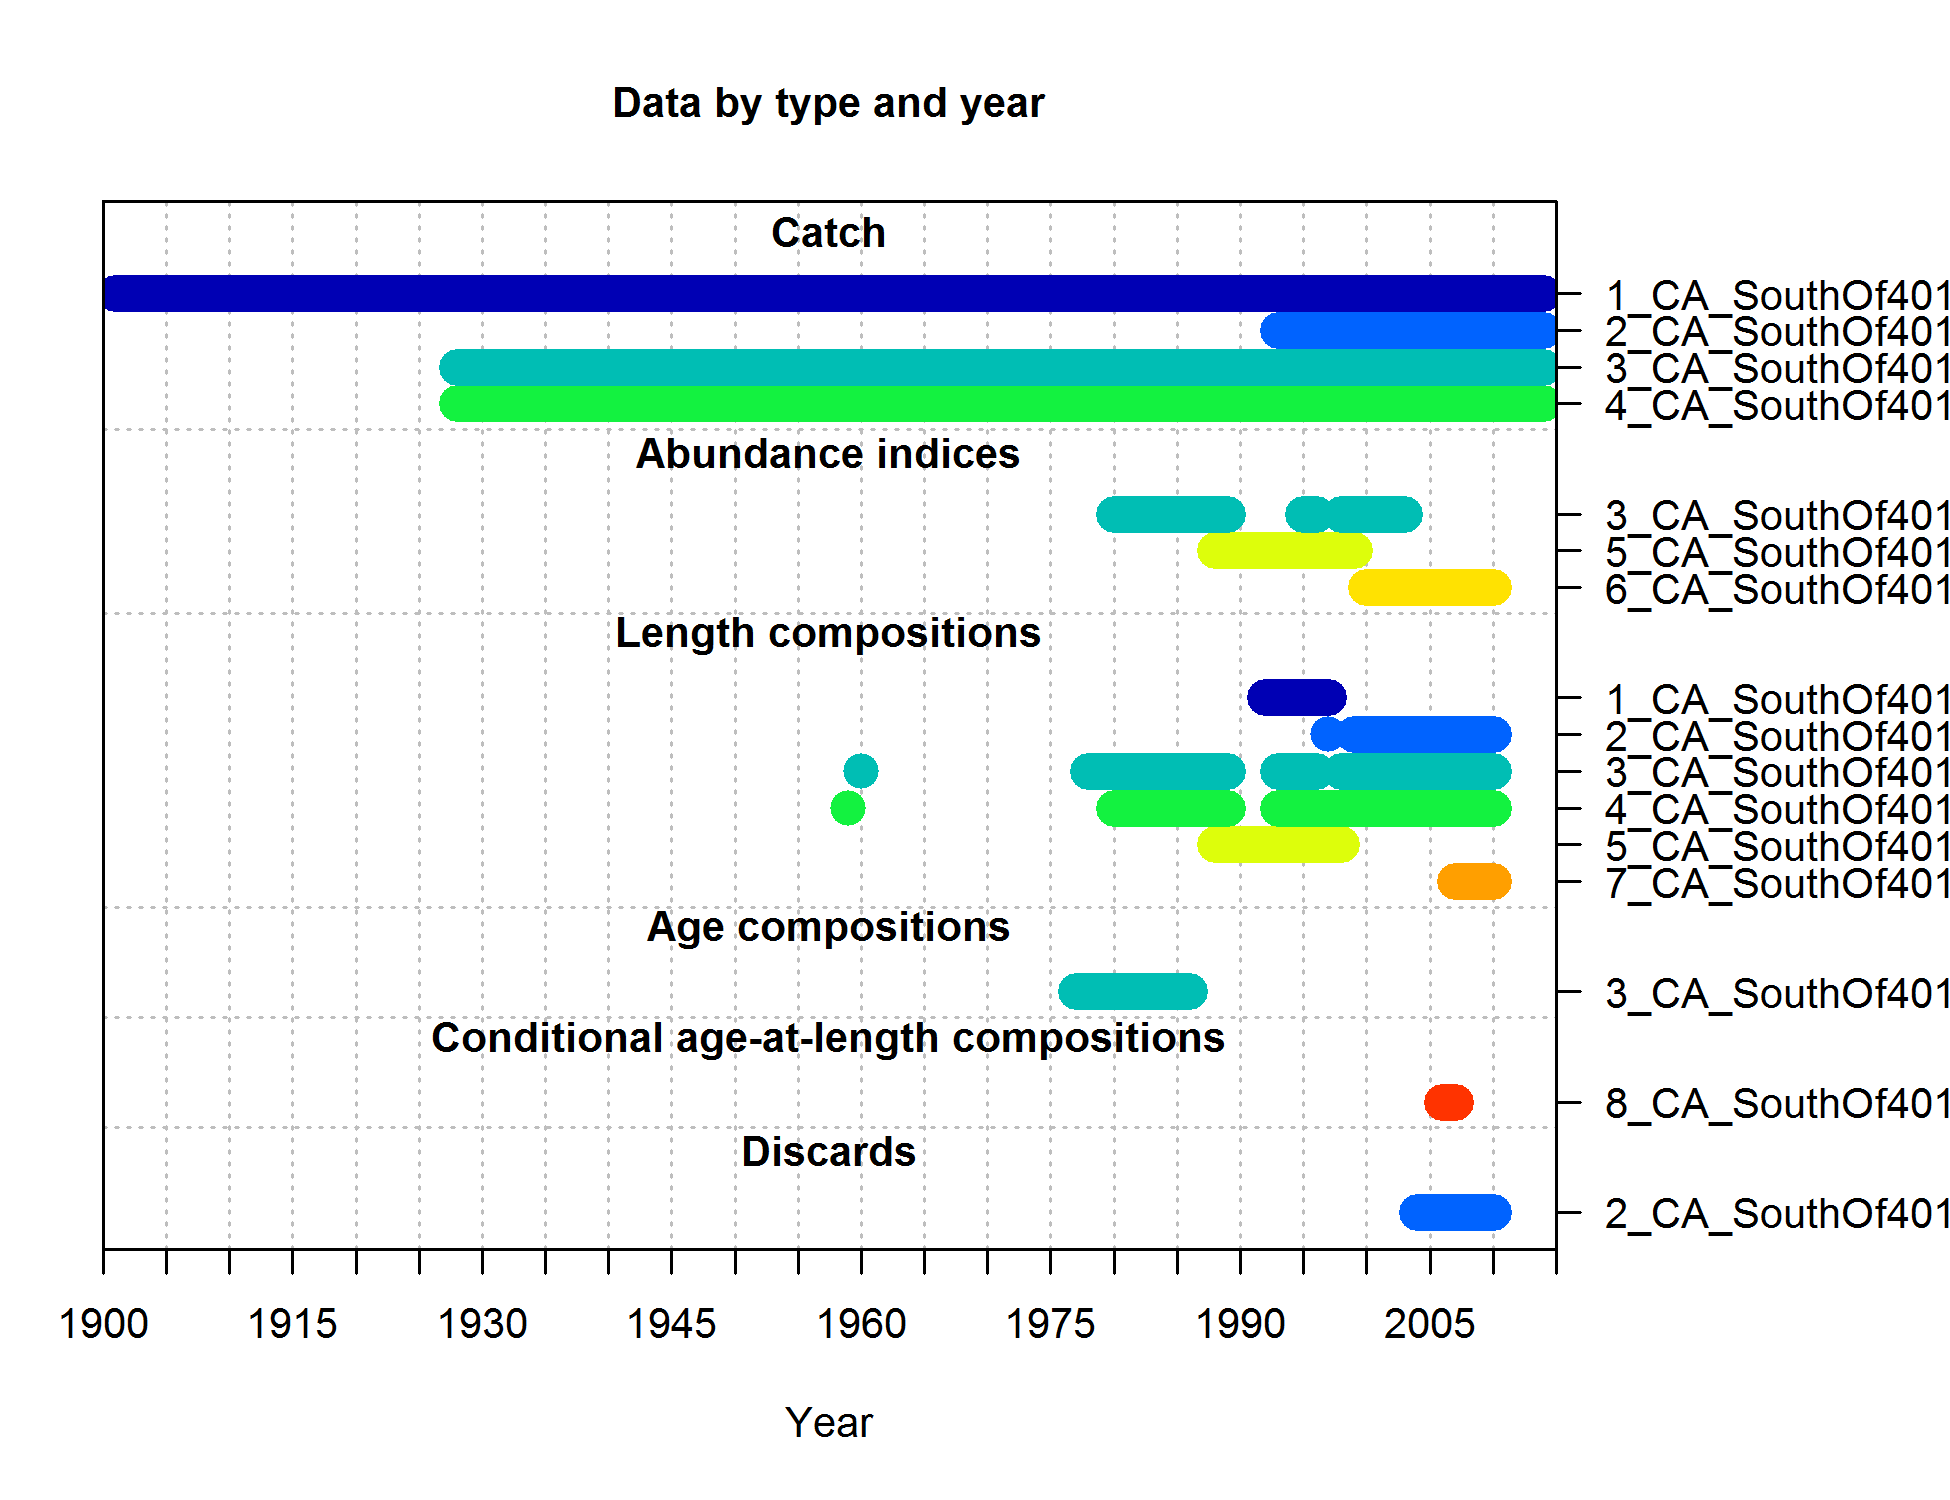 Data by type and year
Catch
1_CA_SouthOf401
2_CA_SouthOf401
3_CA_SouthOf401
4_CA_SouthOf401
Abundance indices
3_CA_SouthOf401
5_CA_SouthOf401
6_CA_SouthOf401
Length compositions
1_CA_SouthOf401
2_CA_SouthOf401
3_CA_SouthOf401
4_CA_SouthOf401
5_CA_SouthOf401
7_CA_SouthOf401
Age compositions
3_CA_SouthOf401
Conditional age-at-length compositions
8_CA_SouthOf401
Discards
2_CA_SouthOf401
1900 1915 1930 1945 1960 1975 1990 2005
Year